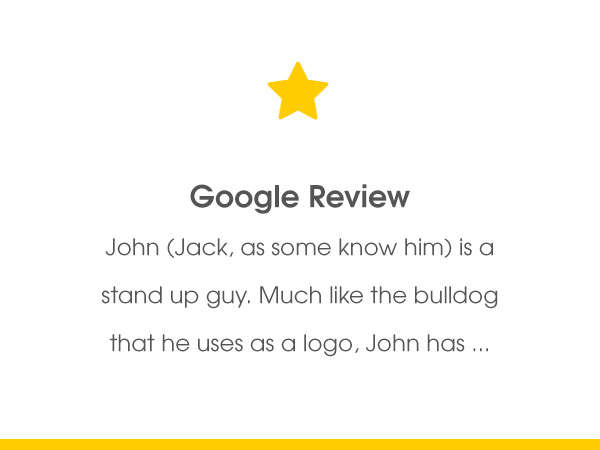 Google Review
John (Jack, as some know him) is a
stand up guy. Much like the bulldog
that he uses as a logo, John has ...